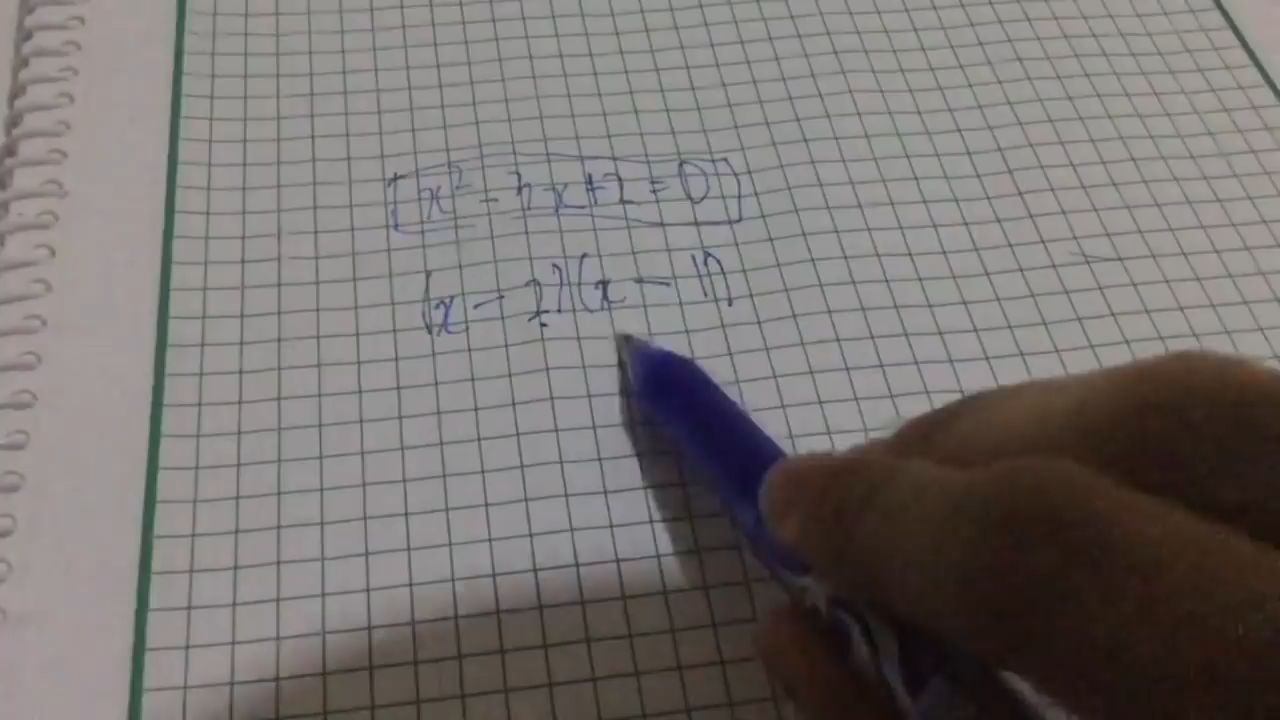 x² - 3x + 2 = 0
(x - 2)(x - 1)